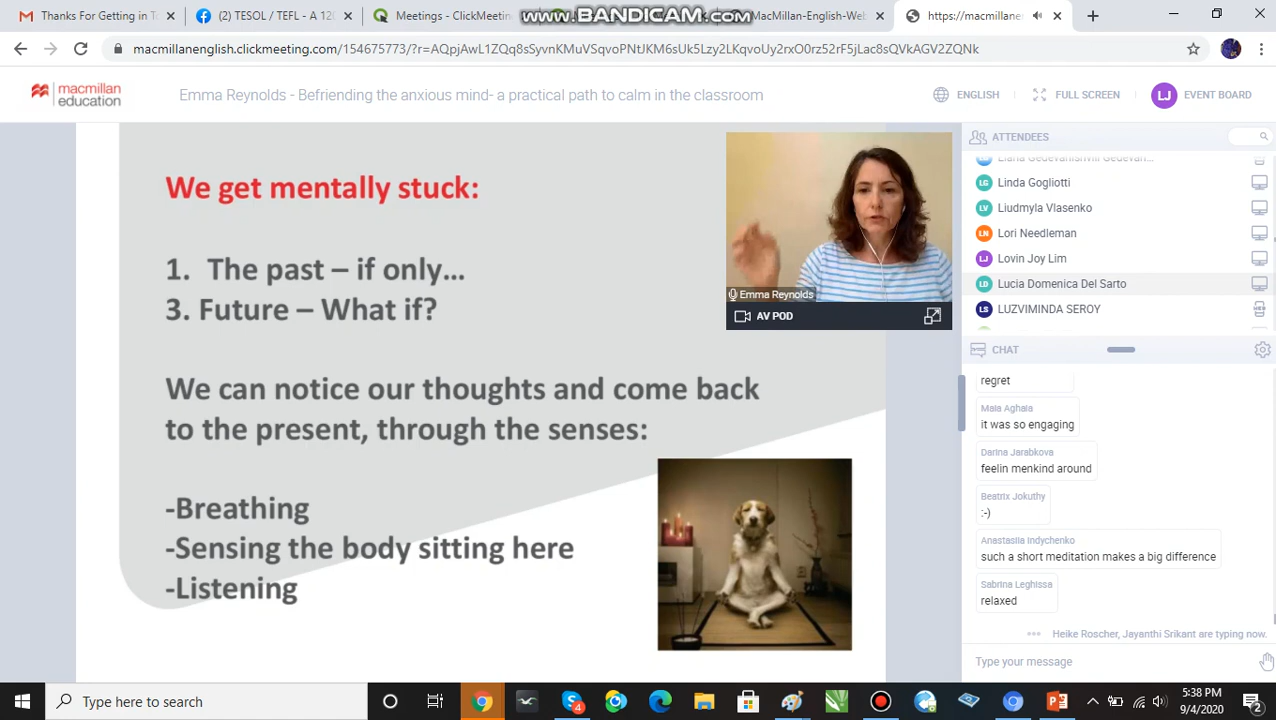 Thanks For Getting in T
(2) TESOL / TEFL - A 120
Meetings - ClickMeeting
www.BANDICAM.com
MacMillan-English-Web
https://macmillane
macmillanenglish.clickmeeting.com/154675773/?r=AQpjAwL1ZQq8sSyvnKMuVSqvoPNtJKM6sUk5Lzy2LKqvoUy2rxO0rz52rF5jLac8sQVkAGV2ZQNk
macmillan
education
Emma Reynolds - Befriending the anxious mind- a practical path to calm in the classroom
ENGLISH
FULL SCREEN
LJ
EVENT BOARD
We get mentally stuck:
1. The past – if only…
3. Future – What if?
We can notice our thoughts and come back
to the present, through the senses:
-Breathing
-Sensing the body sitting here
-Listening
Emma Reynolds
AV POD
ATTENDEES
LG Linda Gogliotti
LV Liudmyla Vlasenko
LN Lori Needleman
LJ Lovin Joy Lim
LD Lucia Domenica Del Sarto
LS LUZVIMINDA SEROY
CHAT
regret
Maia Aghaia
it was so engaging
Darina Jarabkova
feelin menkind around
Beatrix Jokuthy
:-)
Anastasiia Indychenko
such a short meditation makes a big difference
Sabrina Leghissa
relaxed
Heike Roscher, Jayanthi Srikant are typing now.
Type your message
Type here to search
4
5:38 PM
9/4/2020
2